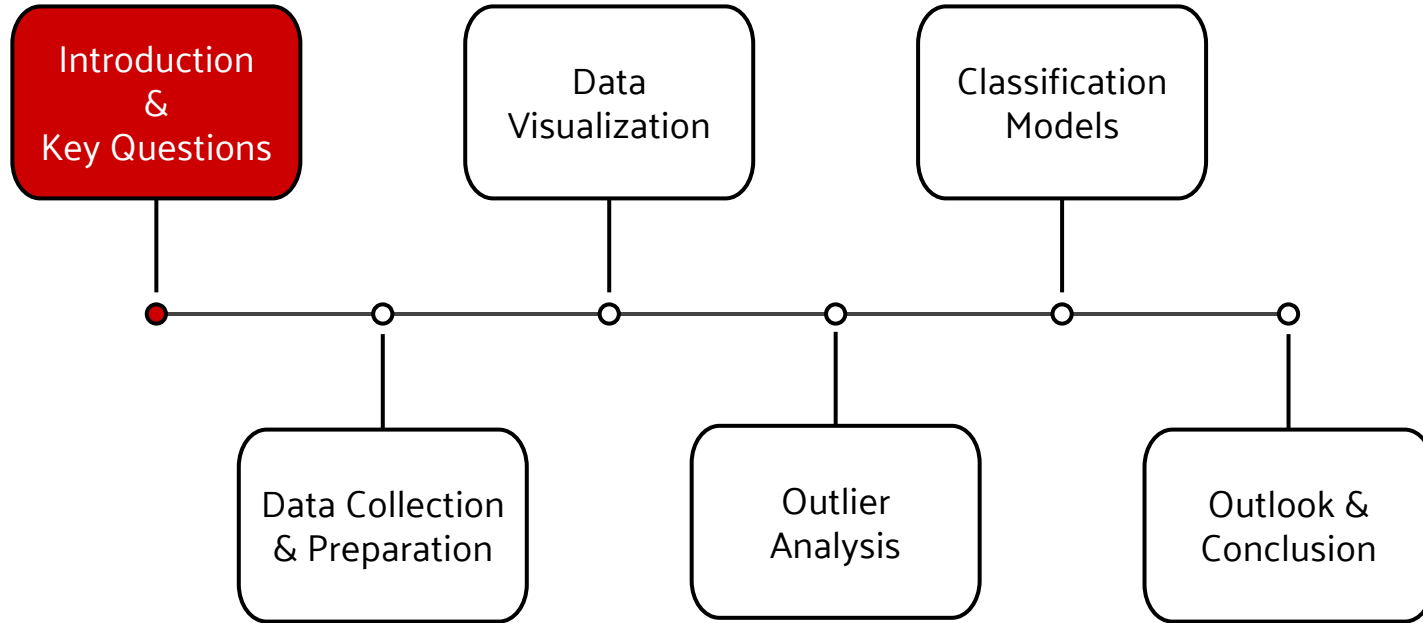 Introduction
&
Key Questions
Data Collection
& Preparation
Data
Visualization
Outlier
Analysis
Classification
Models
Outlook &
Conclusion